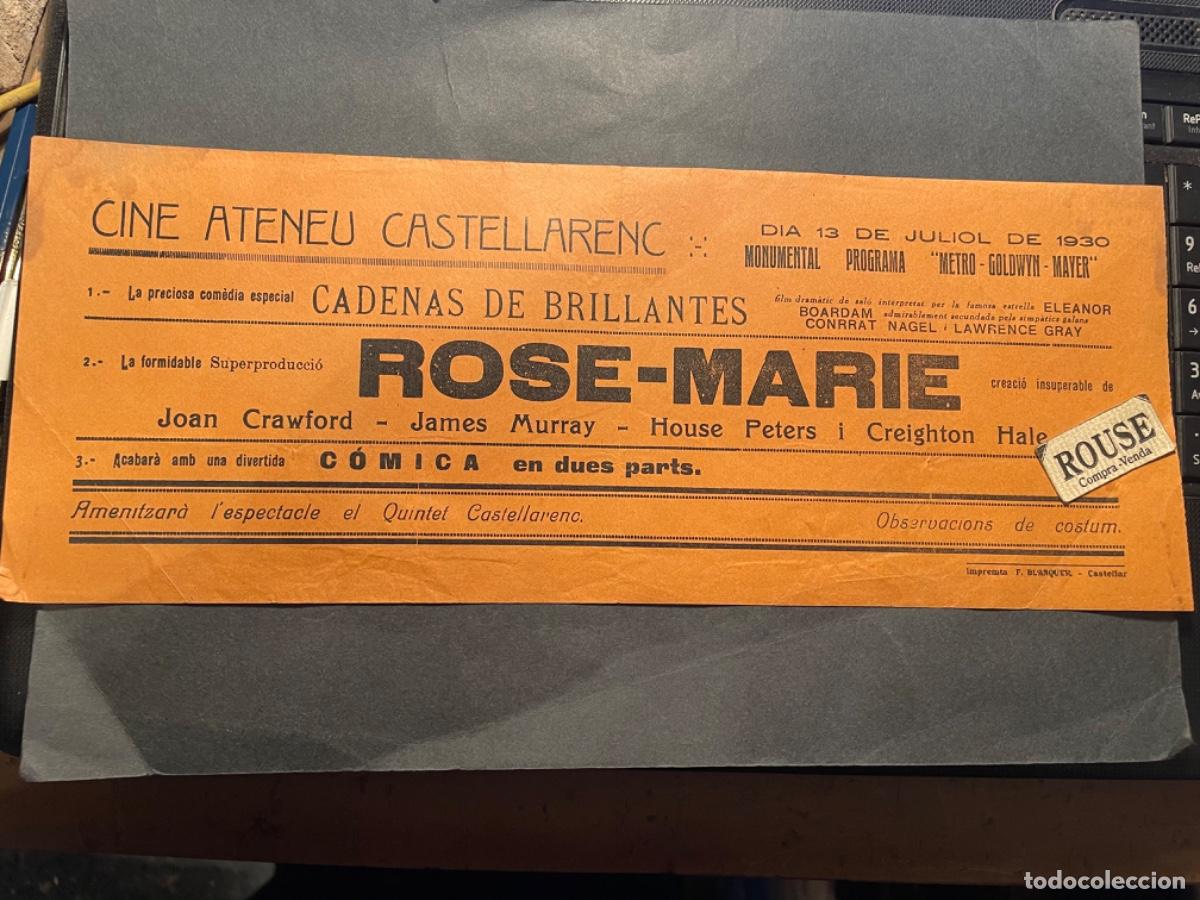 CINE ATENEU CASTELLARENC
DIA 13 DE JULIOL DE 1930
MONUMENTAL PROGRAMA "METRO-GOLDWYN-MAYER"
1.- La preciosa comèdia especial CADENAS DE BRILLANTES
film dramàtic de saló interpretat per la famosa estrella ELEANOR
BOARDAM admirablement secundada pels simpàtics galans
CONRRAT NAGEL i LAWRENCE GRAY
2.- La formidable Superproducció ROSE-MARIE creació insuperable de
Joan Crawford - James Murray - House Peters i Creighton Hale
3.- Acabarà amb una divertida CÓMICA en dues parts.
Amenitzarà l'espectacle el Quintet Castellarenc.
Observacions de costum.
Impremta F. BLANQUER. - Castellar
ROUSE
Compra-Venda
todocoleccion
9
6
3
*